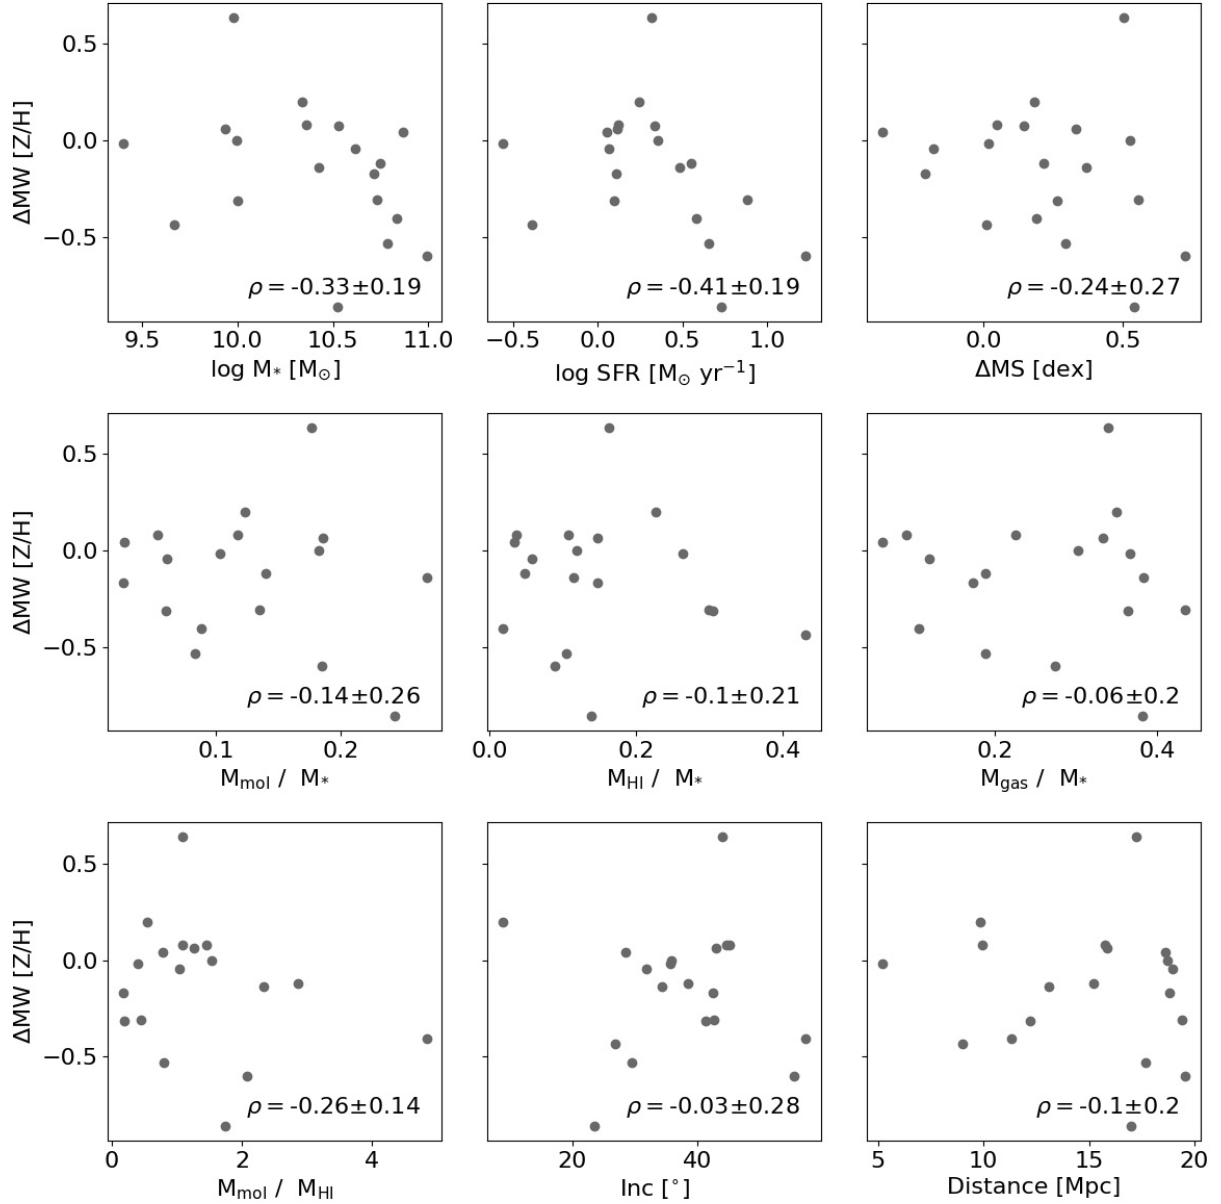 0.5
0.0
−0.5
ΔMW [Z/H]
ρ = -0.33±0.19
ρ = -0.41±0.19
ρ = -0.24±0.27
9.5 10.0 10.5 11.0
−0.5 0.0 0.5 1.0
0.0 0.5
log M* [M⊙]
log SFR [M⊙ yr⁻¹]
ΔMS [dex]
0.5
0.0
−0.5
ΔMW [Z/H]
ρ = -0.14±0.26
ρ = -0.1±0.21
ρ = -0.06±0.2
0.1 0.2
0.0 0.2 0.4
0.2 0.4
Mmol / M*
MHI / M*
Mgas / M*
0.5
0.0
−0.5
ΔMW [Z/H]
ρ = -0.26±0.14
ρ = -0.03±0.28
ρ = -0.1±0.2
0 2 4
20 40
5 10 15 20
Mmol / MHI
Inc [°]
Distance [Mpc]